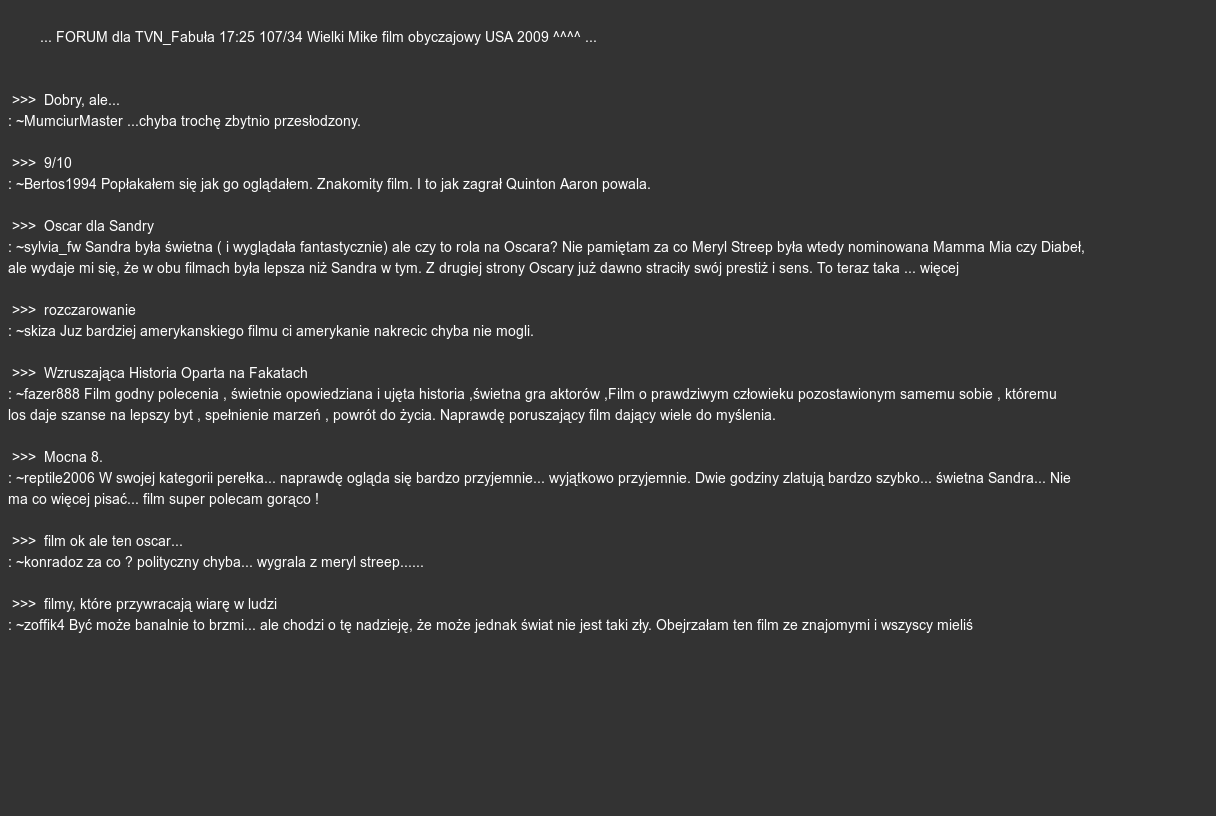 ... FORUM dla TVN_Fabuła 17:25 107/34 Wielki Mike film obyczajowy USA 2009 ^^^^ ...
>>> Dobry, ale...
: ~MumciurMaster ...chyba trochę zbytnio przesłodzony.
>>> 9/10
: ~Bertos1994 Popłakałem się jak go oglądałem. Znakomity film. I to jak zagrał Quinton Aaron powala.
>>> Oscar dla Sandry
: ~sylvia_fw Sandra była świetna ( i wyglądała fantastycznie) ale czy to rola na Oscara? Nie pamiętam za co Meryl Streep była wtedy nominowana Mamma Mia czy Diabeł,
ale wydaje mi się, że w obu filmach była lepsza niż Sandra w tym. Z drugiej strony Oscary już dawno straciły swój prestiż i sens. To teraz taka ... więcej
>>> rozczarowanie
: ~skiza Juz bardziej amerykanskiego filmu ci amerykanie nakrecic chyba nie mogli.
>>> Wzruszająca Historia Oparta na Fakatach
: ~fazer888 Film godny polecenia , świetnie opowiedziana i ujęta historia ,świetna gra aktorów ,Film o prawdziwym człowieku pozostawionym samemu sobie , któremu
los daje szanse na lepszy byt , spełnienie marzeń , powrót do życia. Naprawdę poruszający film dający wiele do myślenia.
>>> Mocna 8.
: ~reptile2006 W swojej kategorii perełka... naprawdę ogląda się bardzo przyjemnie... wyjątkowo przyjemnie. Dwie godziny zlatują bardzo szybko... świetna Sandra... Nie
ma co więcej pisać... film super polecam gorąco !
>>> film ok ale ten oscar...
: ~konradoz za co ? polityczny chyba... wygrala z meryl streep......
>>> filmy, które przywracają wiarę w ludzi
: ~zoffik4 Być może banalnie to brzmi... ale chodzi o tę nadzieję, że może jednak świat nie jest taki zły. Obejrzałam ten film ze znajomymi i wszyscy mieliś